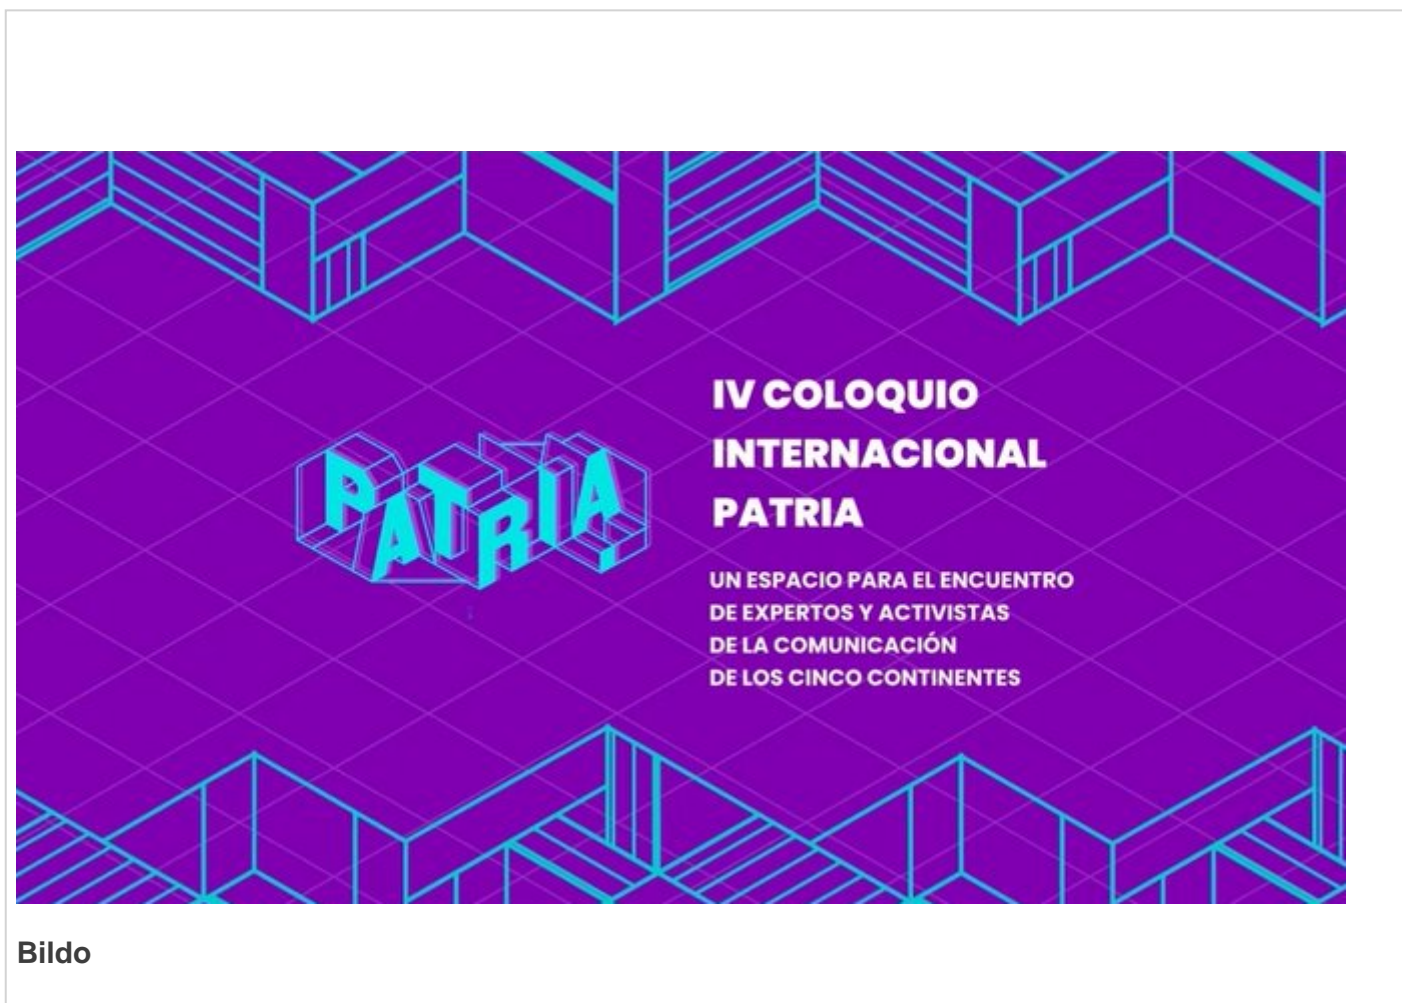 PATRIA
IV COLOQUIO
INTERNACIONAL
PATRIA
UN ESPACIO PARA EL ENCUENTRO
DE EXPERTOS Y ACTIVISTAS
DE LA COMUNICACIÓN
DE LOS CINCO CONTINENTES
Bildo